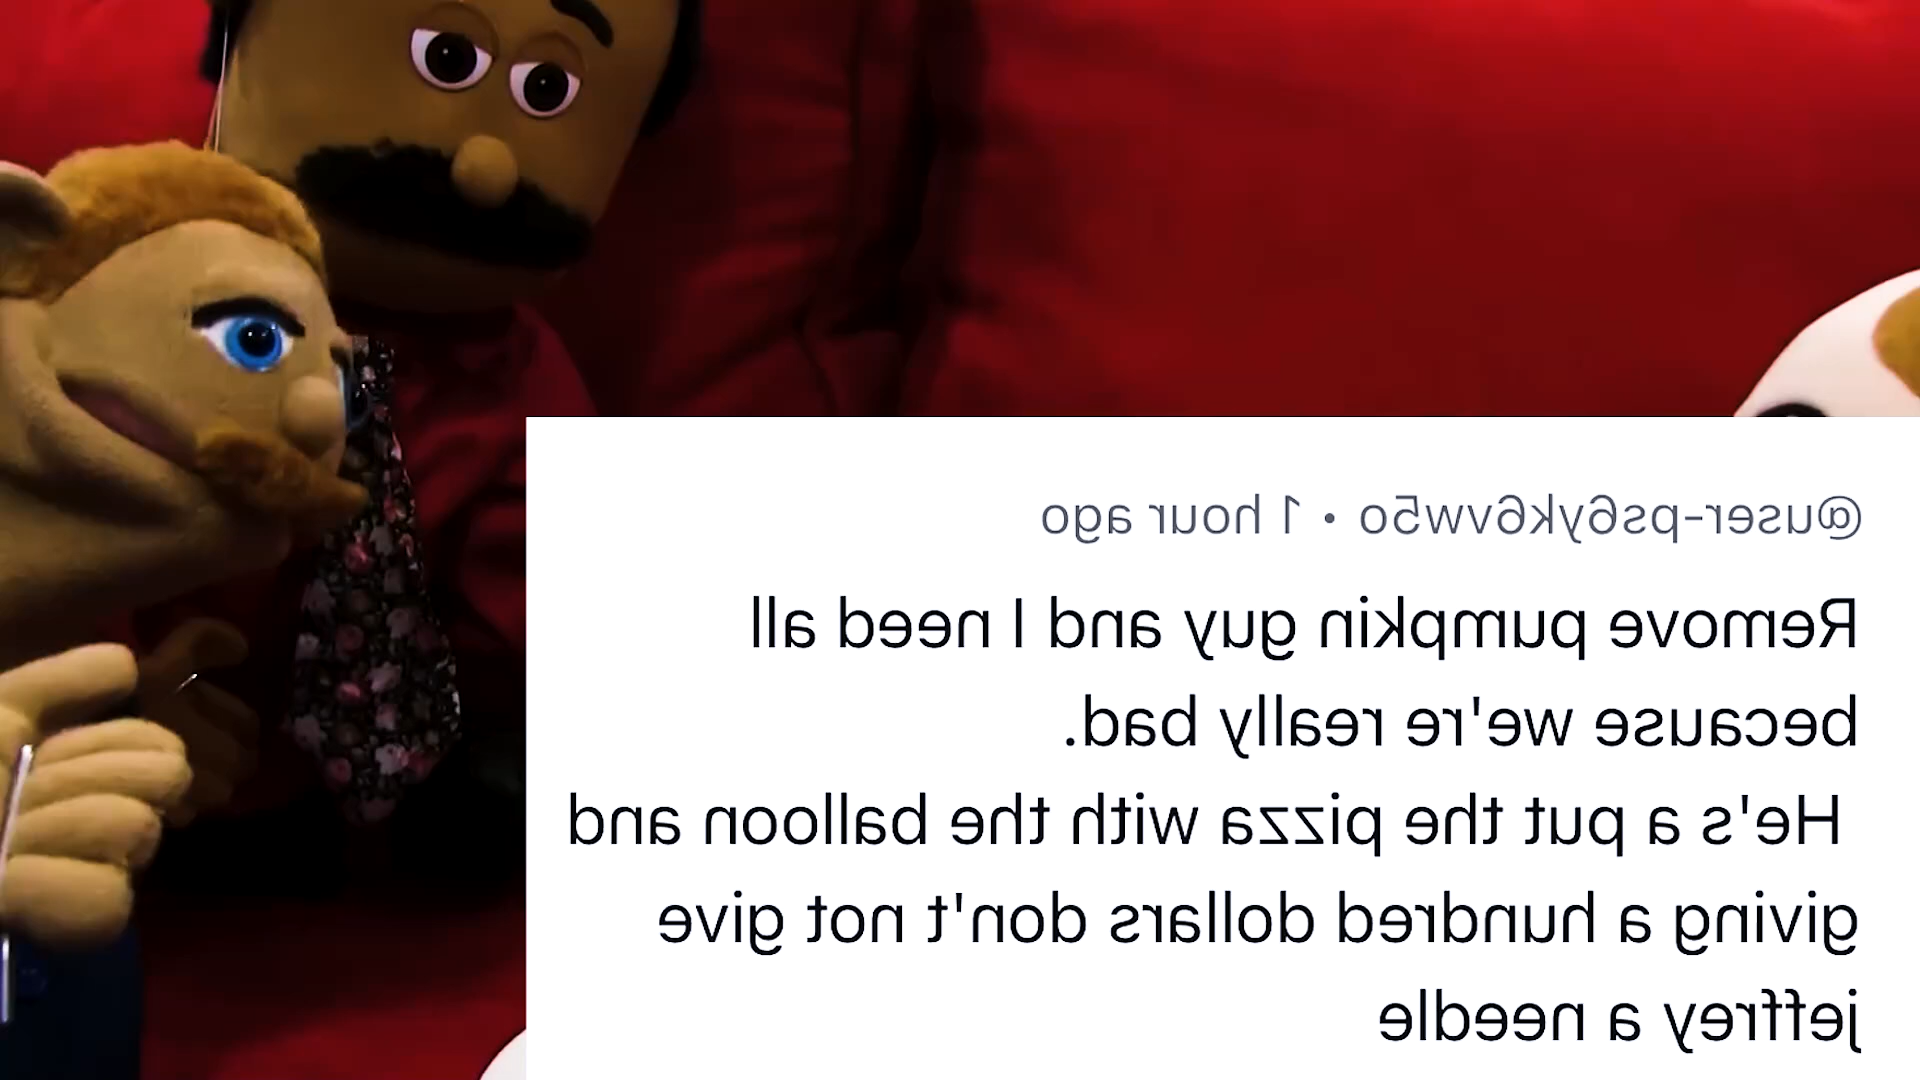 @user-ps6yk6vw5o • 1 hour ago
Remove pumpkin guy and I need all
because we're really bad.
He's a put the pizza with the balloon and
giving a hundred dollars don't not give
jeffrey a needle